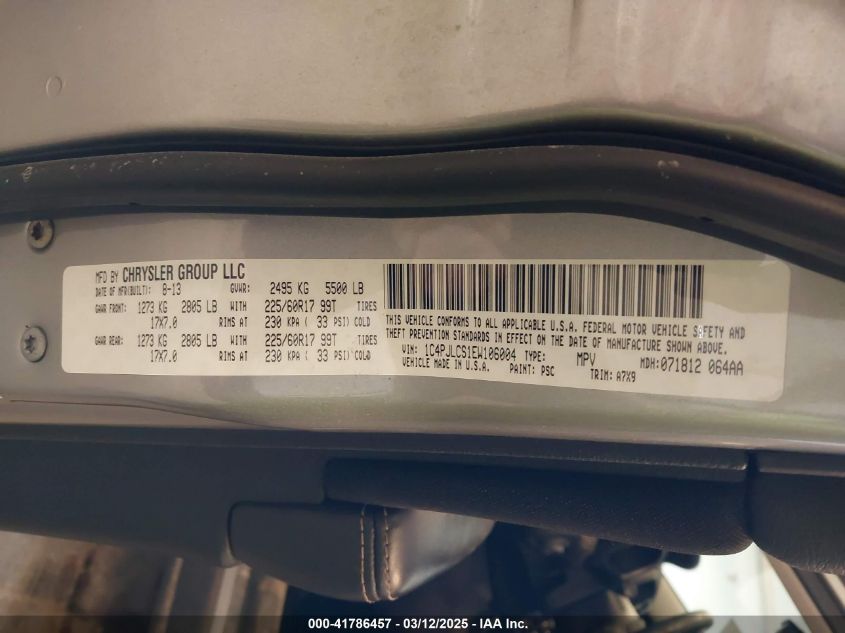 MFD BY CHRYSLER GROUP LLC
DATE OF MFR(BUILT): 8-13 GVWR: 2495 KG 5500 LB
GAWR FRONT: 1273 KG 2805 LB WITH 225/60R17 99T TIRES
17X7.0 RIMS AT 230 KPA ( 33 PSI) COLD
GAWR REAR: 1273 KG 2805 LB WITH 225/60R17 99T TIRES
17X7.0 RIMS AT 230 KPA ( 33 PSI) COLD
THIS VEHICLE CONFORMS TO ALL APPLICABLE U.S.A. FEDERAL MOTOR VEHICLE SAFETY AND
THEFT PREVENTION STANDARDS IN EFFECT ON THE DATE OF MANUFACTURE SHOWN ABOVE.
VIN: 1C4PJLCS1EW106004 TYPE: MPV MDH:071812 064AA
VEHICLE MADE IN U.S.A. PAINT: PSC TRIM: A7X9
000-41786457 - 03/12/2025 - IAA Inc.